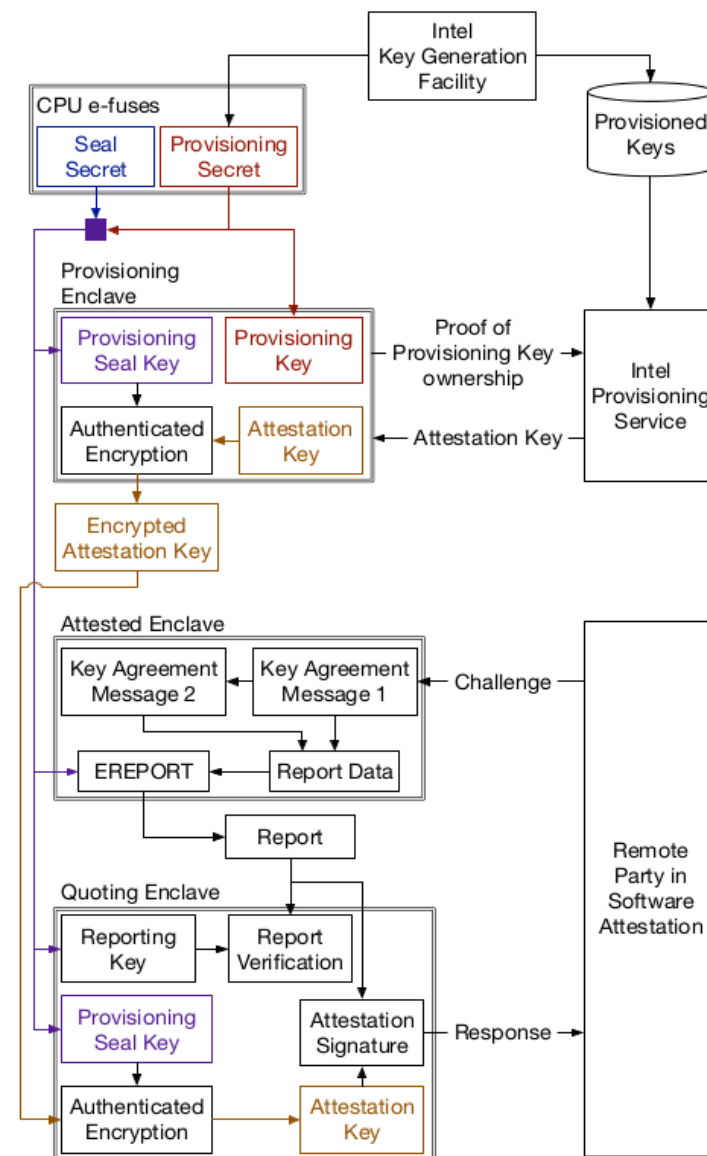 Intel
Key Generation
Facility
CPU e-fuses
Seal
Secret
Provisioning
Secret
Provisioned
Keys
Provisioning
Enclave
Provisioning
Seal Key
Provisioning
Key
Proof of
Provisioning Key
ownership
Intel
Provisioning
Service
Authenticated
Encryption
Attestation
Key
Attestation Key
Encrypted
Attestation Key
Attested Enclave
Key Agreement
Message 2
Key Agreement
Message 1
Challenge
EREPORT
Report Data
Report
Remote
Party in
Software
Attestation
Quoting Enclave
Reporting
Key
Report
Verification
Provisioning
Seal Key
Attestation
Signature
Response
Authenticated
Encryption
Attestation
Key